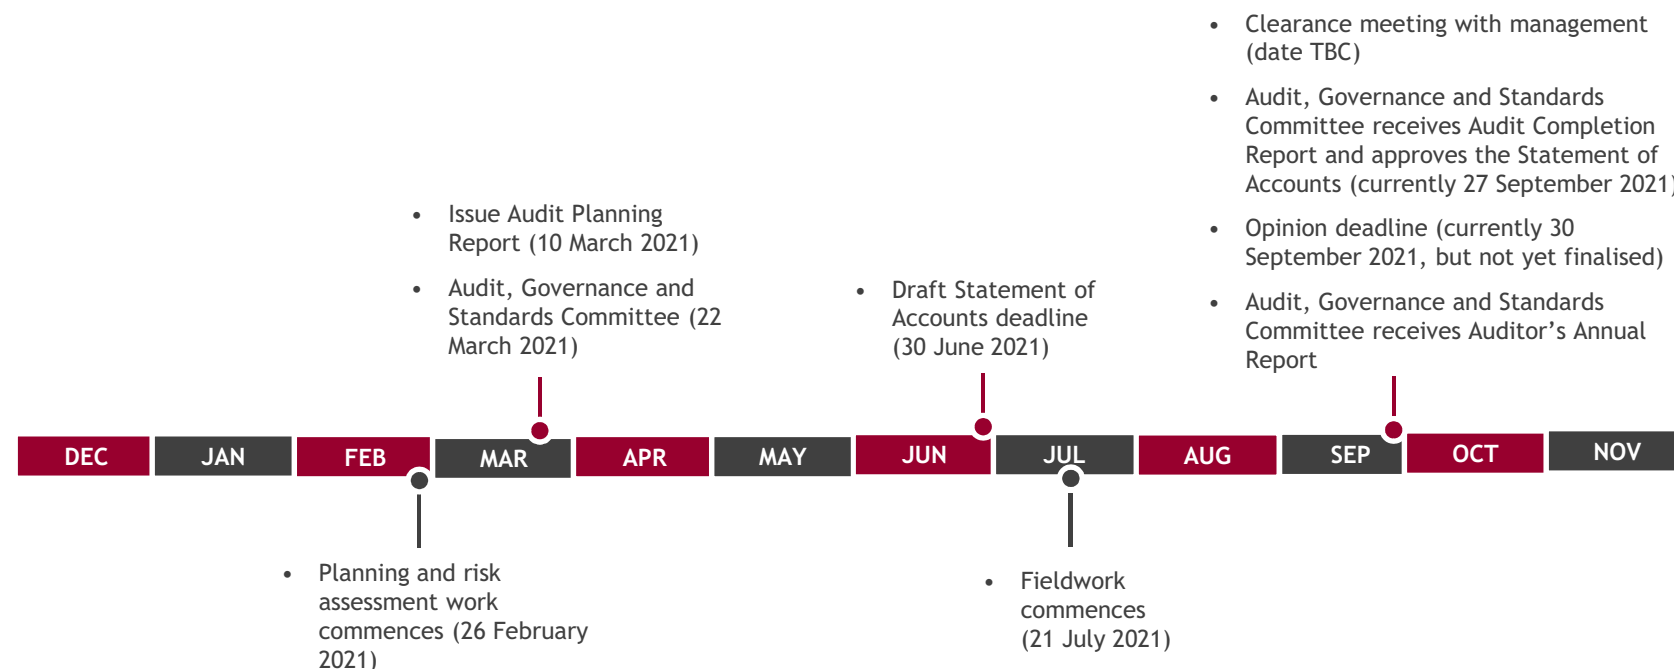 • Clearance meeting with management
(date TBC)
• Audit, Governance and Standards
Committee receives Audit Completion
Report and approves the Statement of
Accounts (currently 27 September 2021)
• Opinion deadline (currently 30
September 2021, but not yet finalised)
• Audit, Governance and Standards
Committee receives Auditor’s Annual
Report
• Issue Audit Planning
Report (10 March 2021)
• Audit, Governance and
Standards Committee (22
March 2021)
• Draft Statement of
Accounts deadline
(30 June 2021)
DEC JAN FEB MAR APR MAY JUN JUL AUG SEP OCT NOV
• Planning and risk
assessment work
commences (26 February
2021)
• Fieldwork
commences
(21 July 2021)